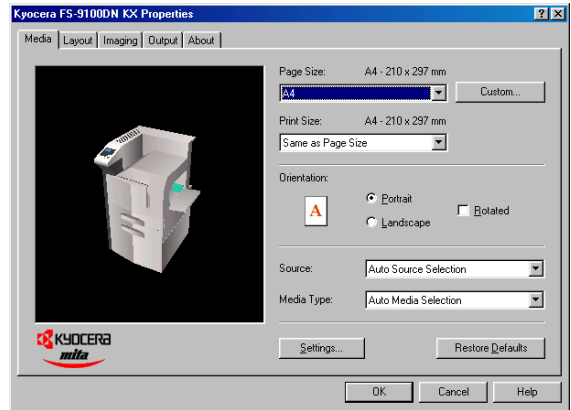 Kyocera FS-9100DN KX Properties
Media Layout Imaging Output About
Page Size: A4 - 210 x 297 mm
A4 Custom...
Print Size: A4 - 210 x 297 mm
Same as Page Size
Orientation:
A Portrait
Landscape
Rotated
Source: Auto Source Selection
Media Type: Auto Media Selection
KYOCERA
mita
Settings... Restore Defaults
OK Cancel Help